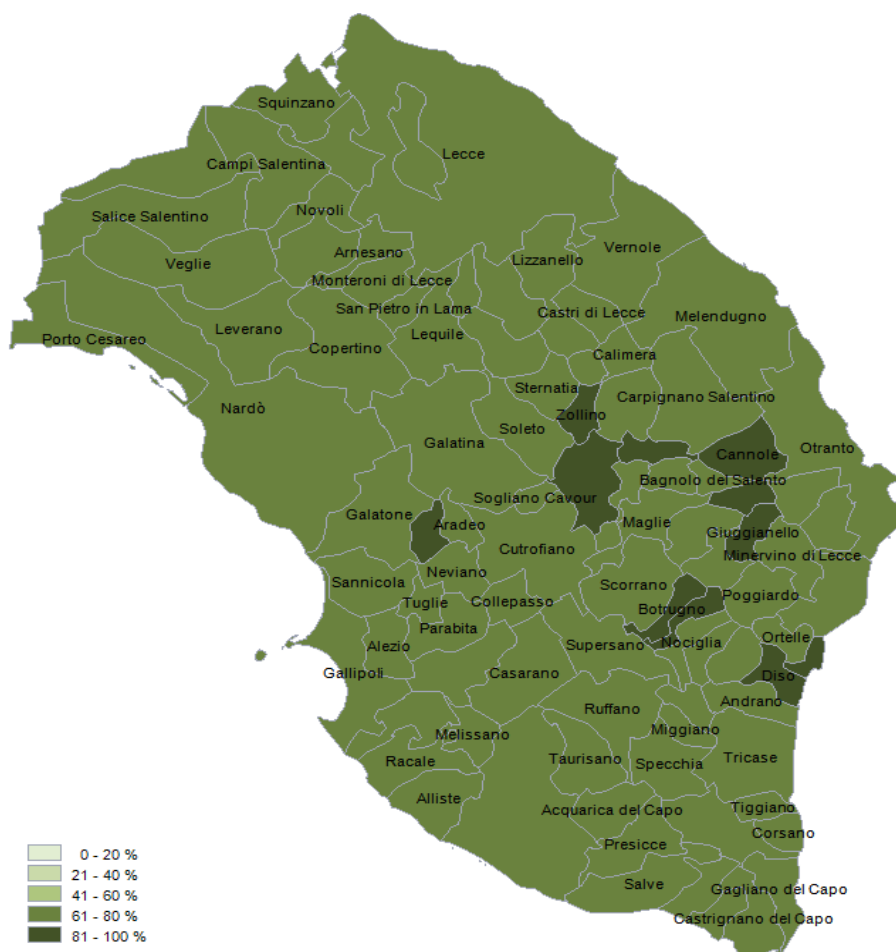 Squinzano
Lecce
Campi Salentina
Salice Salentino
Novoli
Vernole
Arnesano
Lizzanello
Veglie
Monteroni di Lecce
San Pietro in Lama
Castri di Lecce
Melendugno
Leverano
Lequile
Porto Cesareo
Copertino
Calimera
Sternatia
Carpignano Salentino
Nardò
Zollino
Soleto
Galatina
Otranto
Cannole
Bagnolo del Salento
Sogliano Cavour
Galatone
Aradeo
Maglie
Giuggianello
Cutrofiano
Minervino di Lecce
Neviano
Sannicola
Scorrano
Poggiardo
Tuglie
Collepasso
Botrugno
Parabita
Ortelle
Alezio
Supersano
Nociglia
Gallipoli
Casarano
Diso
Andrano
Ruffano
Miggiano
Melissano
Racale
Taurisano
Specchia
Tricase
Alliste
Acquarica del Capo
Tiggiano
Corsano
Presicce
Salve
Gagliano del Capo
Castrignano del Capo
0 - 20 %
21 - 40 %
41 - 60 %
61 - 80 %
81 - 100 %